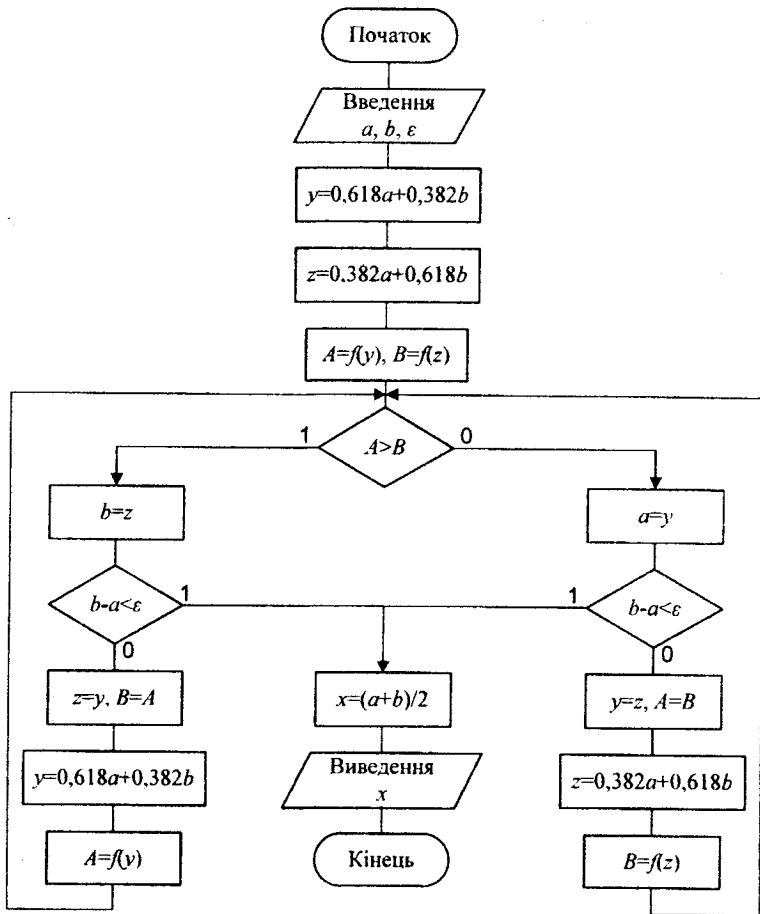 Початок
Введення
a, b, ε
y=0,618a+0,382b
z=0,382a+0,618b
A=f(y), B=f(z)
1
A>B
0
b=z
a=y
b-a<ε
1
1
b-a<ε
0
0
z=y, B=A
x=(a+b)/2
y=z, A=B
y=0,618a+0,382b
Виведення
x
z=0,382a+0,618b
A=f(y)
Кінець
B=f(z)